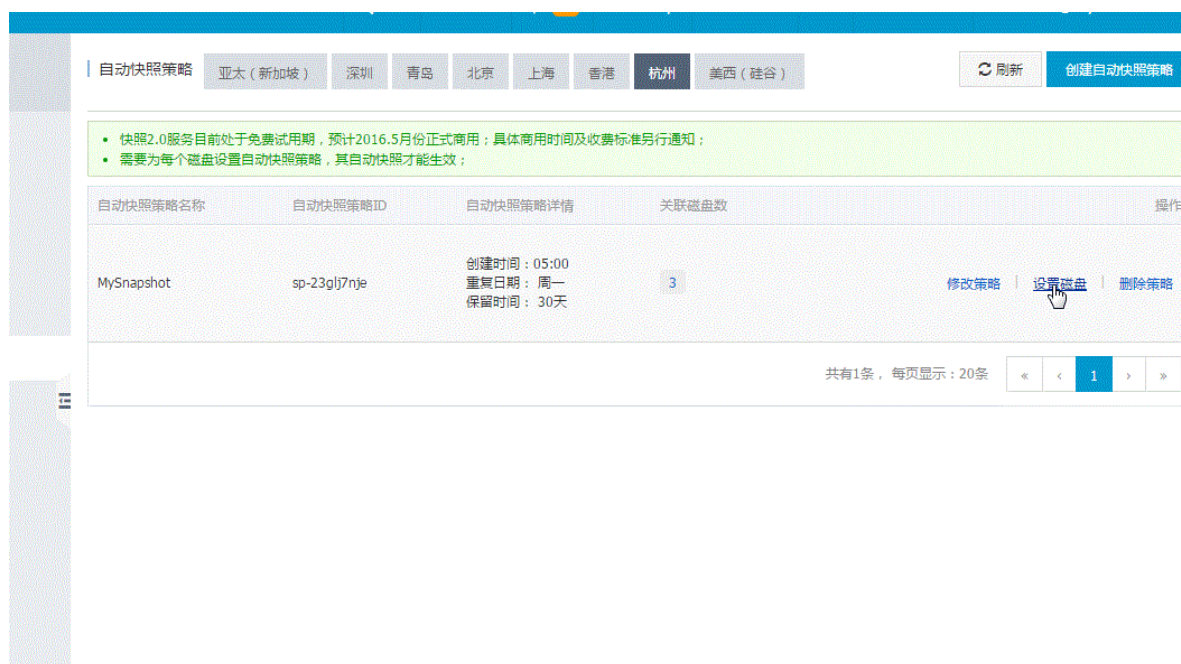 自动快照策略 亚太（新加坡） 深圳 青岛 北京 上海 香港 杭州 美西（硅谷） 刷新 创建自动快照策略
快照2.0服务目前处于免费试用期，预计2016.5月份正式商用；具体商用时间及收费标准另行通知；
需要为每个磁盘设置自动快照策略，其自动快照才能生效；
自动快照策略名称 自动快照策略ID 自动快照策略详情 关联磁盘数 操作
创建时间：05:00
MySnapshot sp-23glj7nje 重复日期： 周一 3 修改策略 设置磁盘 删除策略
保留时间： 30天
共有1条， 每页显示：20条 « ‹ 1 › »